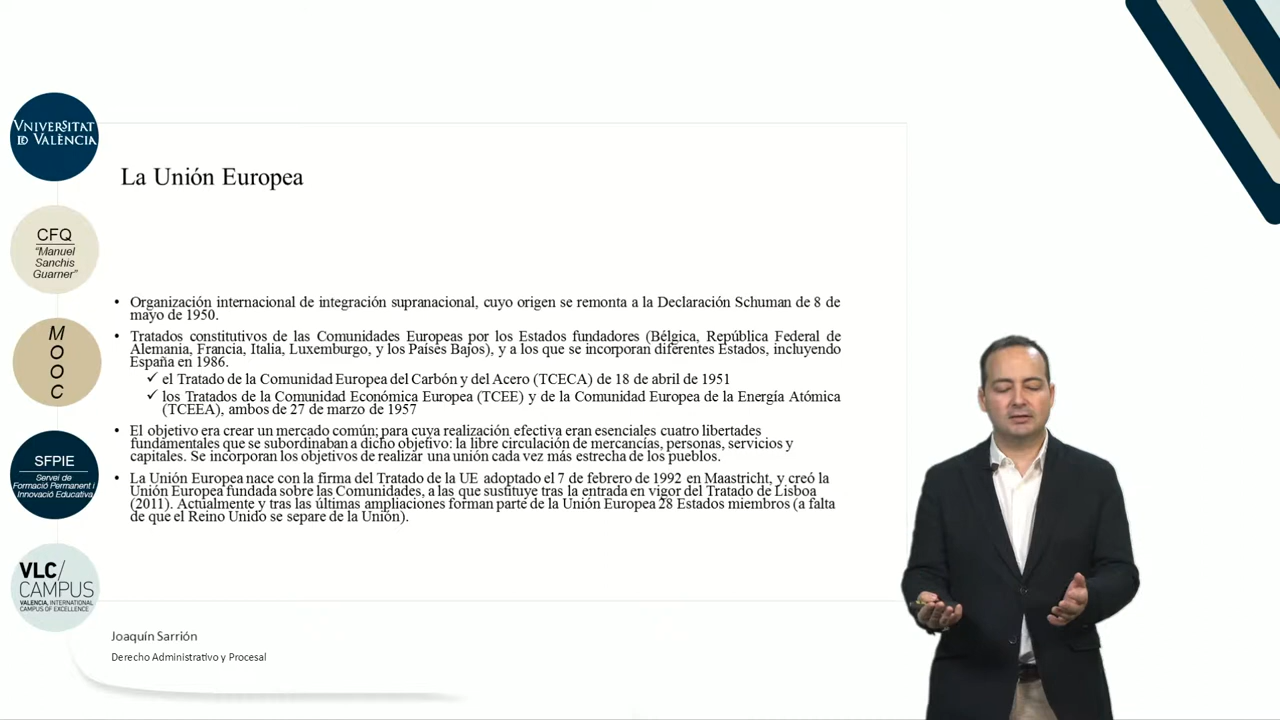 VNIVERSITAT
ID VALÈNCIA
CFQ
"Manuel
Sanchis
Guarner"
M
O
O
C
SFPIE
Servei de
Formació Permanent i
Innovació Educativa
VLC/
CAMPUS
VALENCIA, INTERNATIONAL
CAMPUS OF EXCELLENCE
La Unión Europea
• Organización internacional de integración supranacional, cuyo origen se remonta a la Declaración Schuman de 8 de
mayo de 1950.
• Tratados constitutivos de las Comunidades Europeas por los Estados fundadores (Bélgica, República Federal de
Alemania, Francia, Italia, Luxemburgo, y los Países Bajos), y a los que se incorporan diferentes Estados, incluyendo
España en 1986.
✓ el Tratado de la Comunidad Europea del Carbón y del Acero (TCECA) de 18 de abril de 1951
✓ los Tratados de la Comunidad Económica Europea (TCEE) y de la Comunidad Europea de la Energía Atómica
(TCEEA), ambos de 27 de marzo de 1957
• El objetivo era crear un mercado común; para cuya realización efectiva eran esenciales cuatro libertades
fundamentales que se subordinaban a dicho objetivo: la libre circulación de mercancías, personas, servicios y
capitales. Se incorporan los objetivos de realizar una unión cada vez más estrecha de los pueblos.
• La Unión Europea nace con la firma del Tratado de la UE adoptado el 7 de febrero de 1992 en Maastricht, y creó la
Unión Europea fundada sobre las Comunidades, a las que sustituye tras la entrada en vigor del Tratado de Lisboa
(2011). Actualmente y tras las últimas ampliaciones forman parte de la Unión Europea 28 Estados miembros (a falta
de que el Reino Unido se separe de la Unión).
Joaquín Sarrión
Derecho Administrativo y Procesal